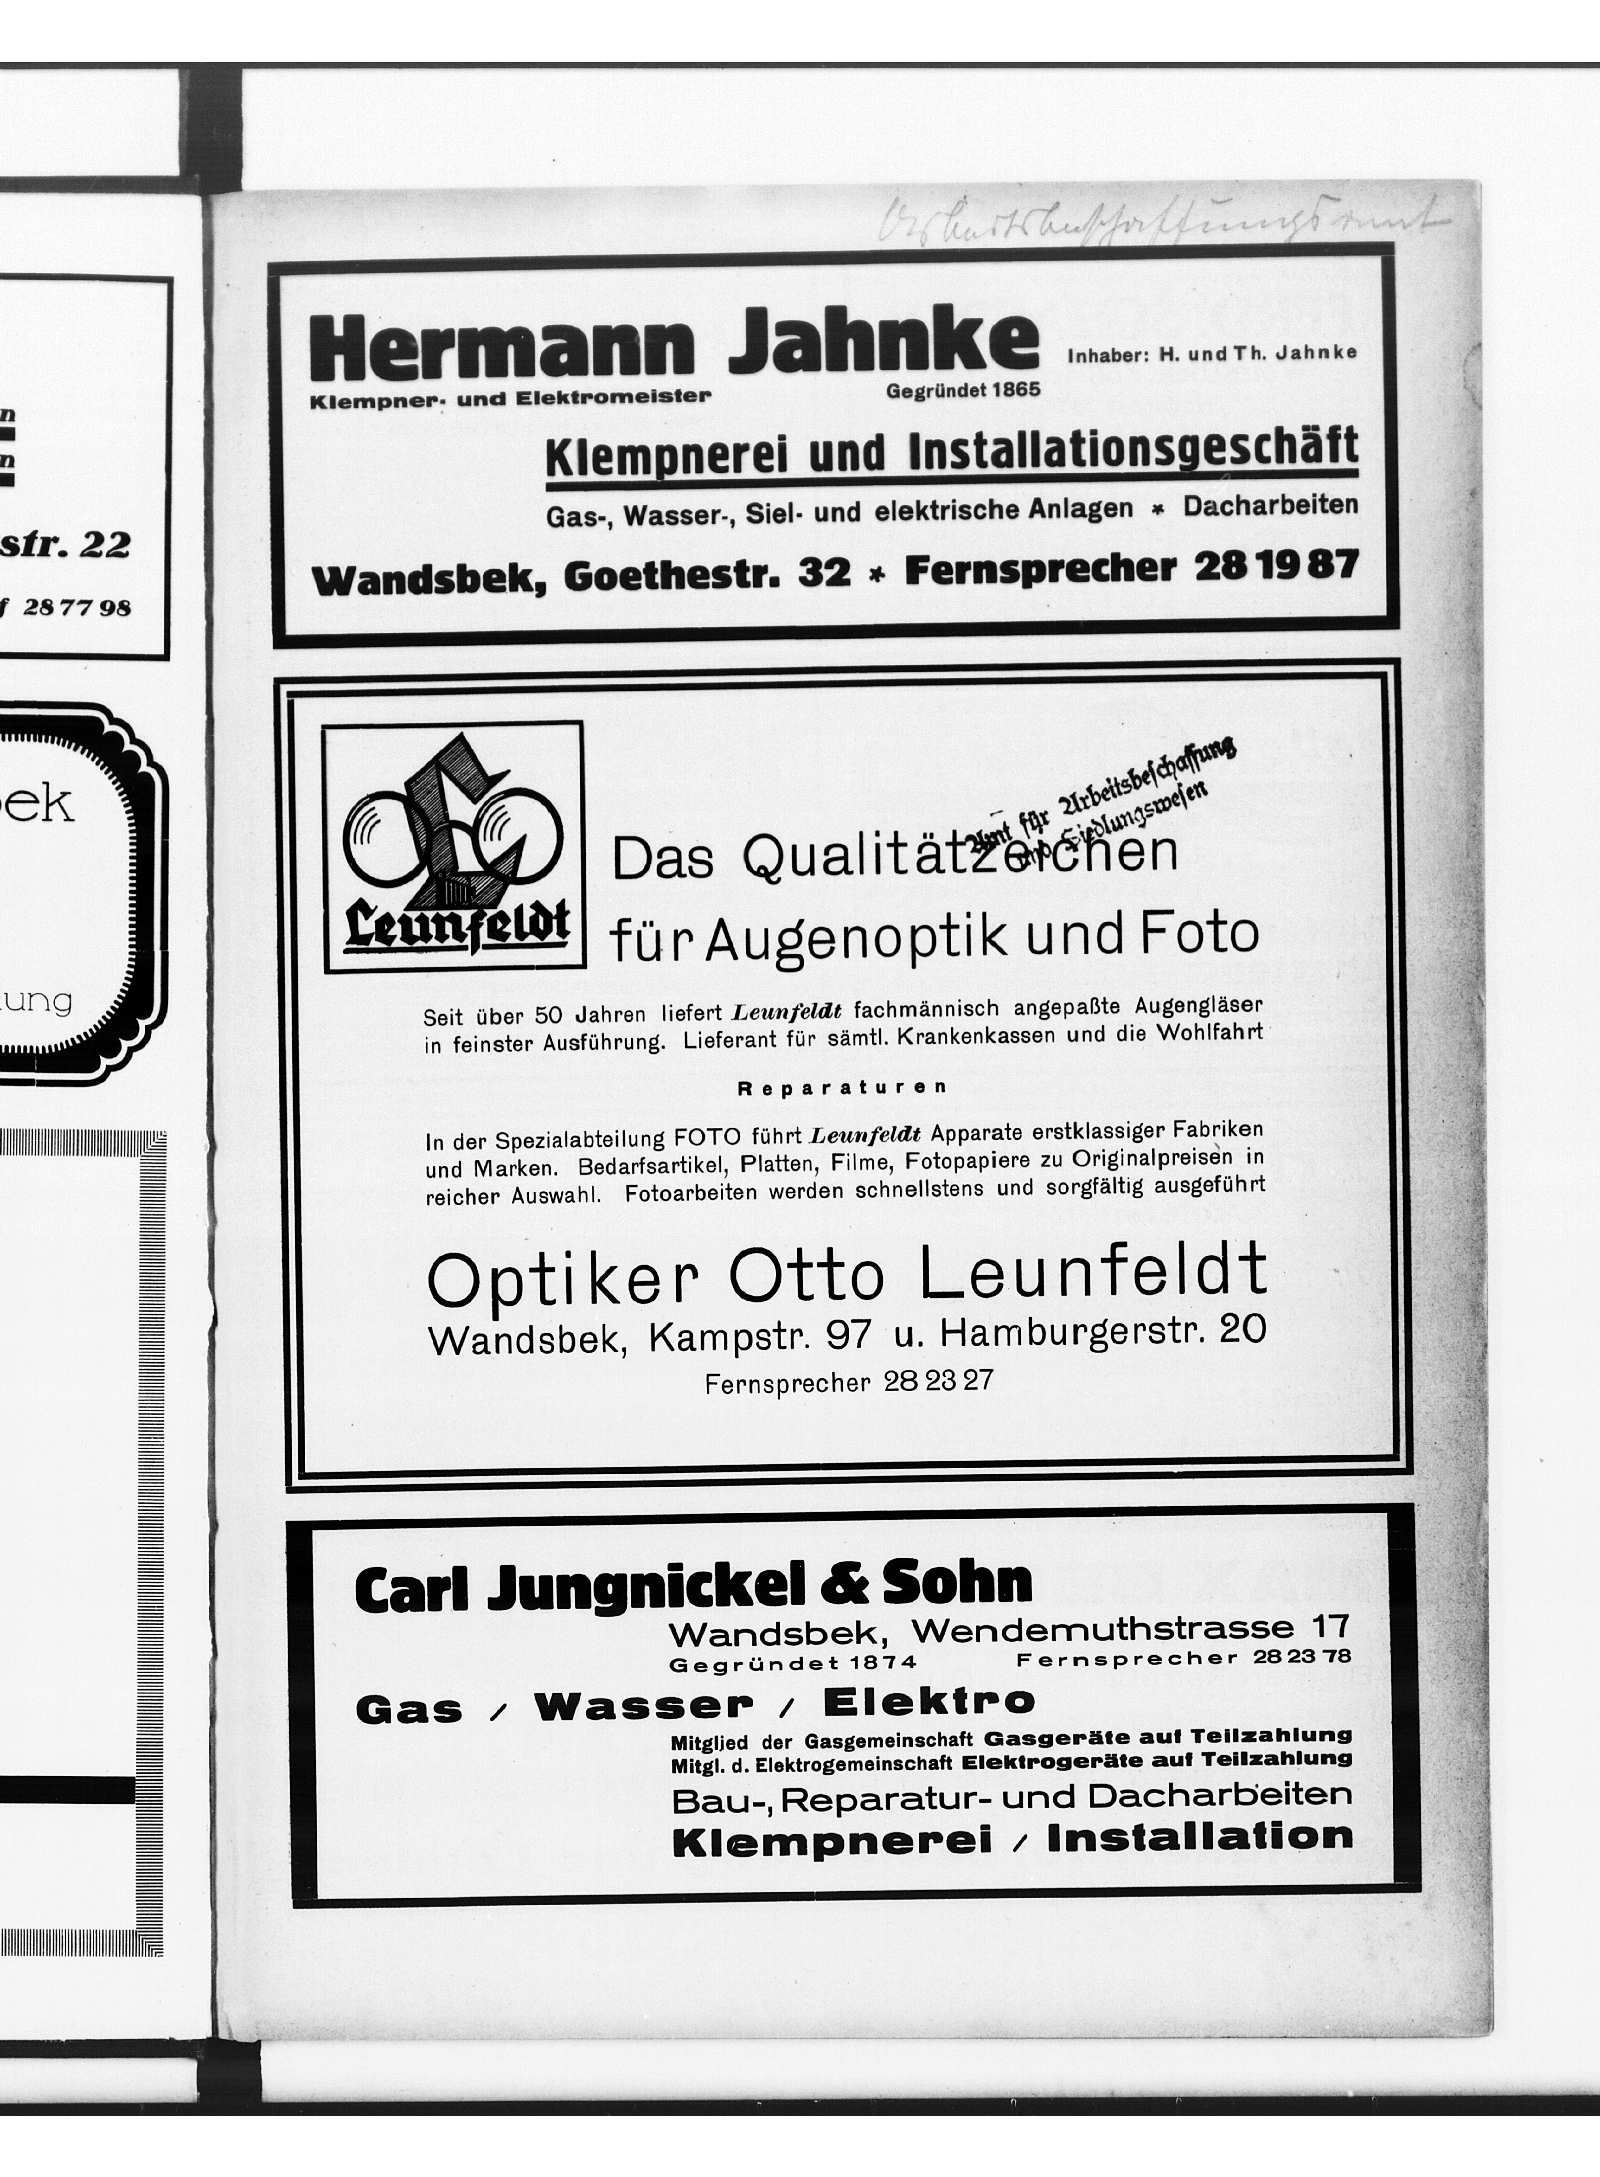 n
n
str. 22
f 28 77 98
ek
ung
Arbeitsbeschaffungsamt
Hermann Jahnke
Inhaber: H. und Th. Jahnke
Klempner- und Elektromeister
Gegründet 1865
Klempnerei und Installationsgeschäft
Gas-, Wasser-, Siel- und elektrische Anlagen * Dacharbeiten
Wandsbek, Goethestr. 32 * Fernsprecher 28 19 87
L
im
Leunfeldt
Amt für Arbeitsbeschaffung
und Siedlungswesen
Das Qualitätzeichen
für Augenoptik und Foto
Seit über 50 Jahren liefert Leunfeldt fachmännisch angepaßte Augengläser
in feinster Ausführung. Lieferant für sämtl. Krankenkassen und die Wohlfahrt
Reparaturen
In der Spezialabteilung FOTO führt Leunfeldt Apparate erstklassiger Fabriken
und Marken. Bedarfsartikel, Platten, Filme, Fotopapiere zu Originalpreisen in
reicher Auswahl. Fotoarbeiten werden schnellstens und sorgfältig ausgeführt
Optiker Otto Leunfeldt
Wandsbek, Kampstr. 97 u. Hamburgerstr. 20
Fernsprecher 28 23 27
Carl Jungnickel & Sohn
Wandsbek, Wendemuthstrasse 17
Gegründet 1874 Fernsprecher 28 23 78
Gas / Wasser / Elektro
Mitglied der Gasgemeinschaft Gasgeräte auf Teilzahlung
Mitgl. d. Elektrogemeinschaft Elektrogeräte auf Teilzahlung
Bau-, Reparatur- und Dacharbeiten
Klempnerei / Installation